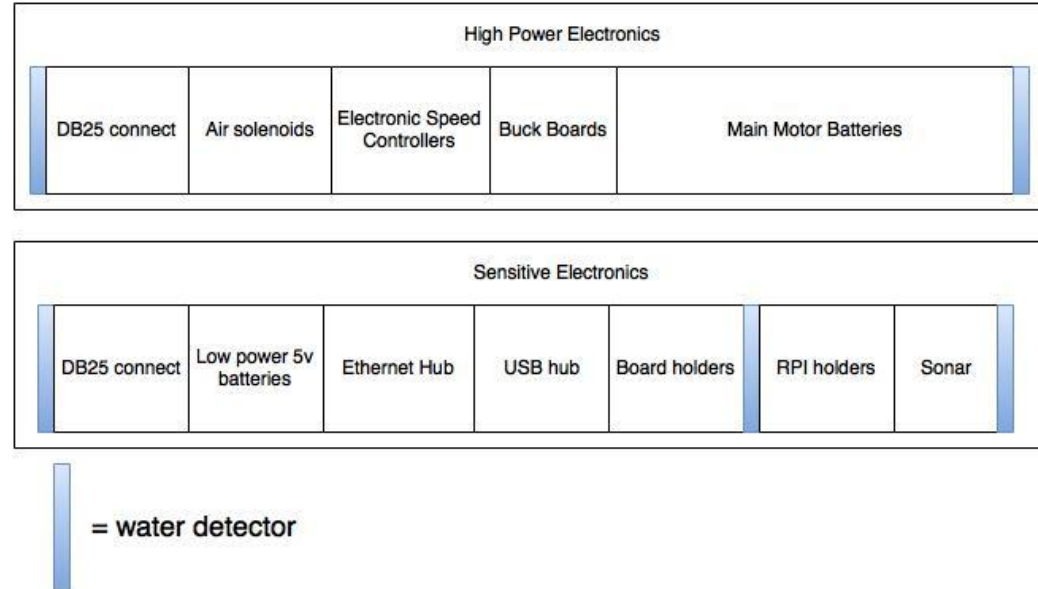 High Power Electronics
DB25 connect
Air solenoids
Electronic Speed
Controllers
Buck Boards
Main Motor Batteries
Sensitive Electronics
DB25 connect
Low power 5v
batteries
Ethernet Hub
USB hub
Board holders
RPI holders
Sonar
= water detector